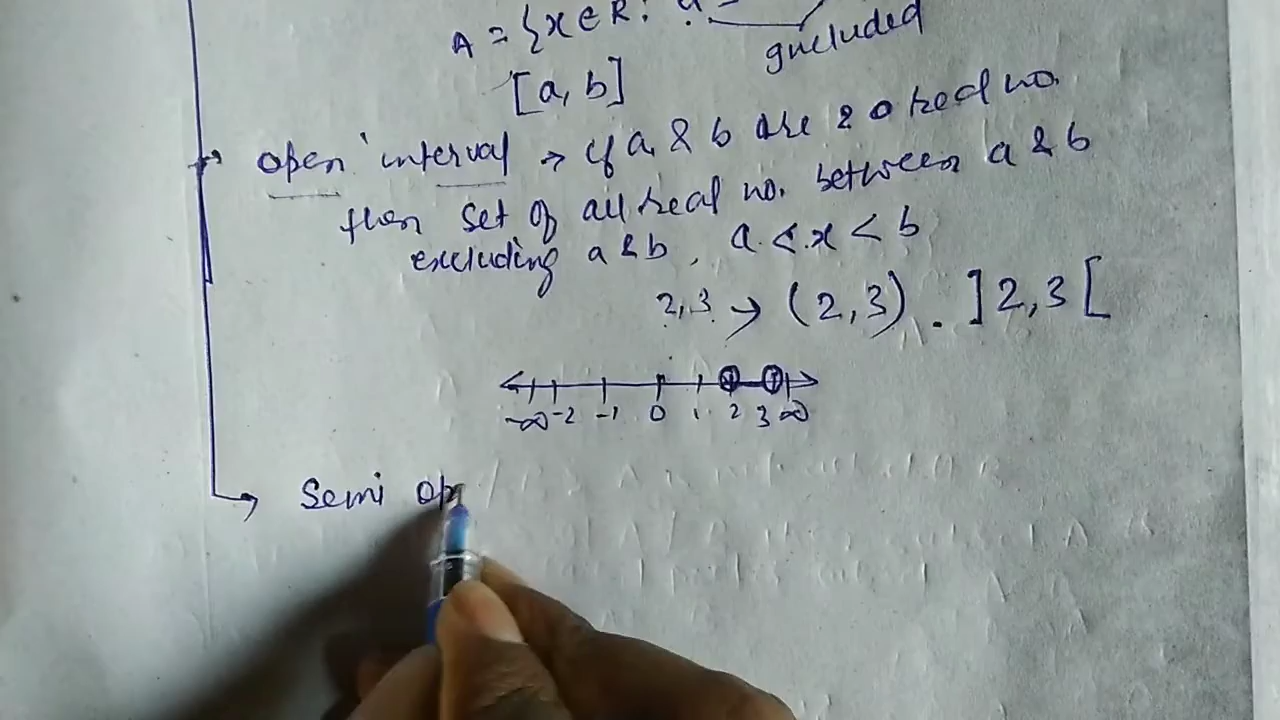 A = {x ∈ R : a
included
[a, b]
open interval → if a & b are 2 real no.
then set of all real no. between a & b
excluding a & b, a < x < b
2,3 → (2,3) . ]2,3[
-∞ -2 -1 0 1 2 3 ∞
Semi op